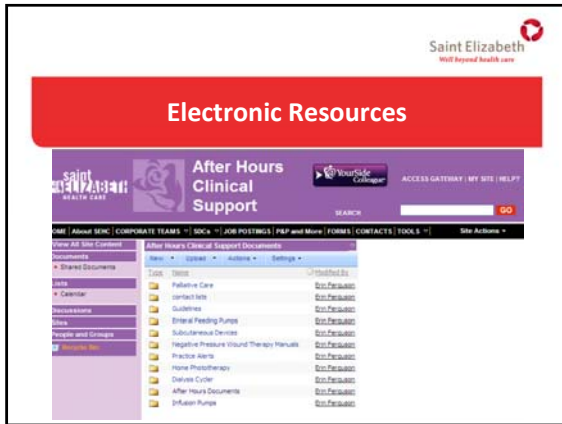 Saint Elizabeth
Well beyond health care
Electronic Resources
saint
ELIZABETH
HEALTH CARE
After Hours
Clinical
Support
YourSide
Colleague
ACCESS GATEWAY | MY SITE | HELP?
SEARCH
GO
OME | About SEHC | CORPORATE TEAMS | SDCs | JOB POSTINGS | P&P and More | FORMS | CONTACTS | TOOLS | Site Actions
View All Site Content
Documents
Shared Documents
Lists
Calendar
Discussions
Sites
People and Groups
Recycle Bin
After Hours Clinical Support Documents
New Upload Actions Settings
Type Name Modified By
Palliative Care Erin Ferguson
contact lists Erin Ferguson
Guidelines Erin Ferguson
Enteral Feeding Pumps Erin Ferguson
Subcutaneous Devices Erin Ferguson
Negative Pressure Wound Therapy Manuals Erin Ferguson
Practice Alerts Erin Ferguson
Home Phototherapy Erin Ferguson
Dialysis Cycler Erin Ferguson
After Hours Documents Erin Ferguson
Infusion Pumps Erin Ferguson